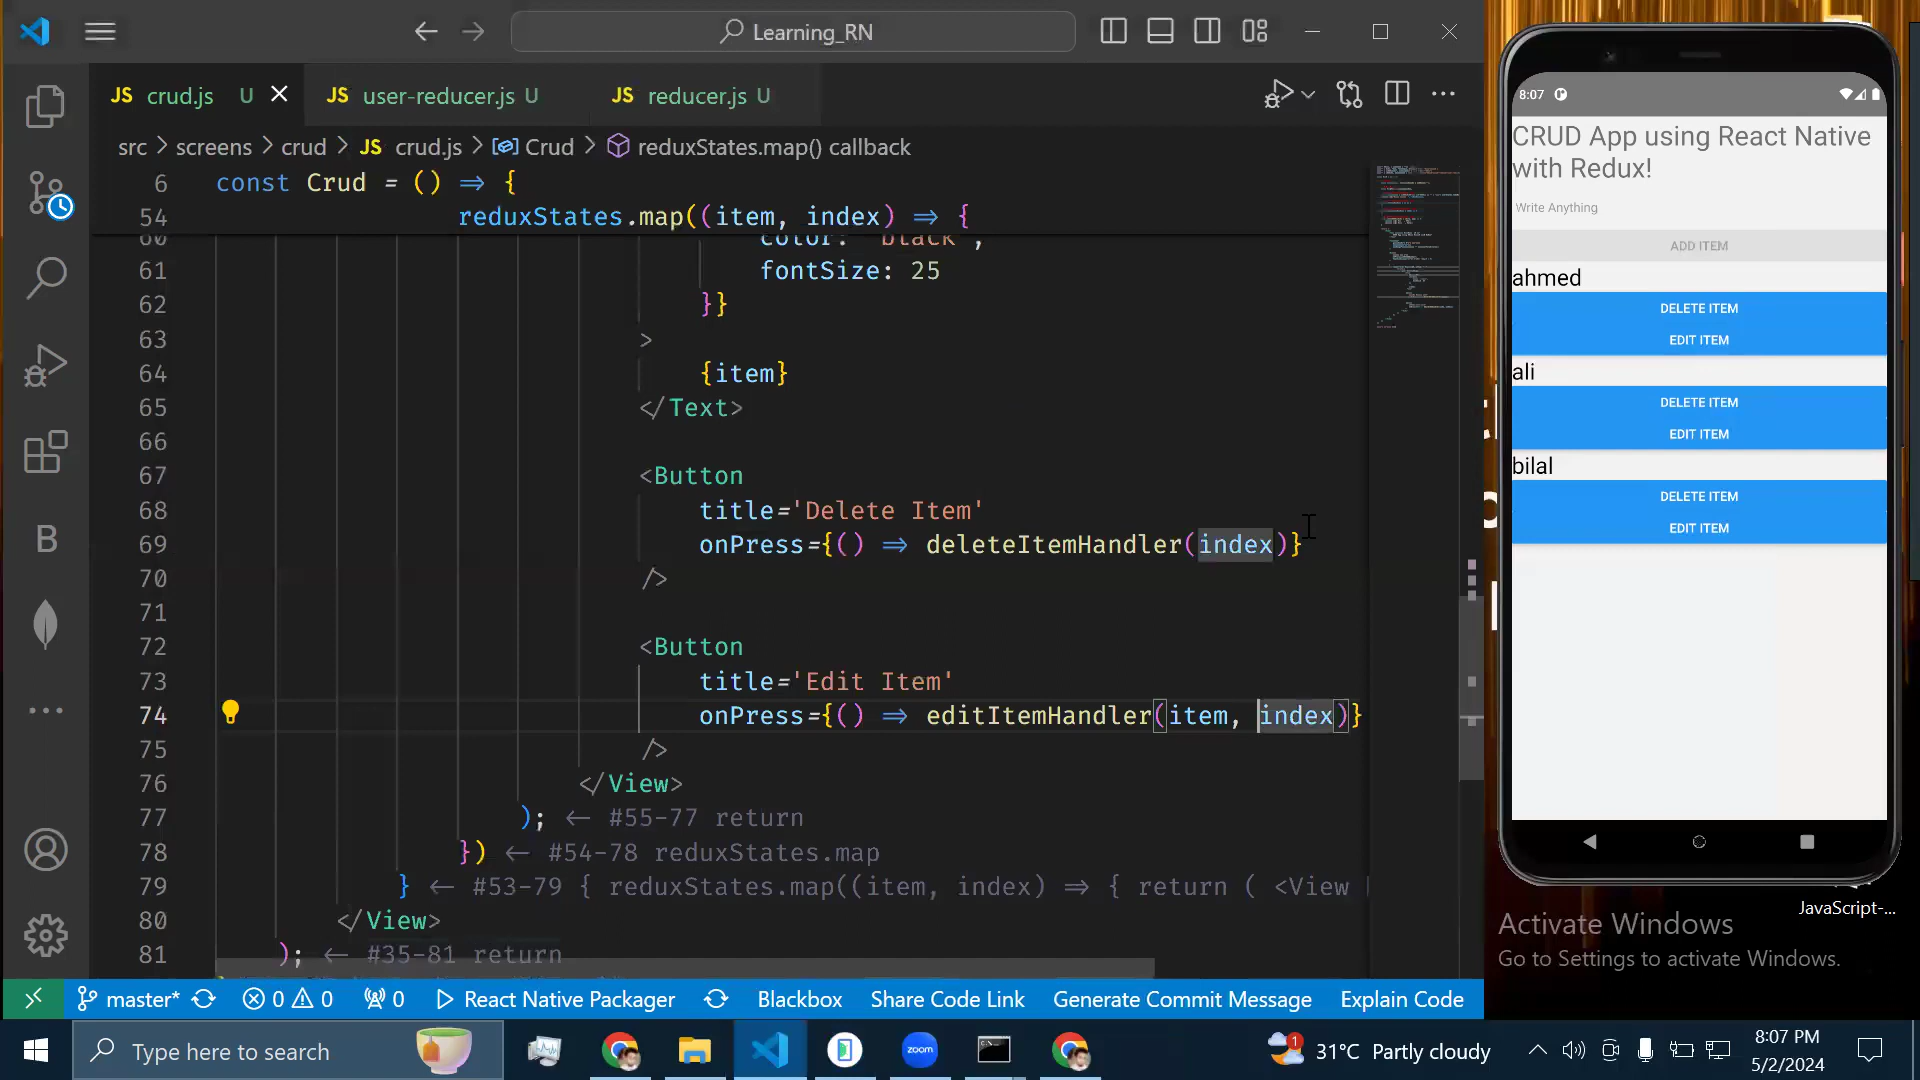 Learning_RN
JS crud.js U
JS user-reducer.js U
JS reducer.js U
src > screens > crud > JS crud.js > Crud > reduxStates.map() callback
6 const Crud = () => {
54 reduxStates.map((item, index) => {
60 color: 'black',
61 fontSize: 25
62 }}
63 >
64 {item}
65 </Text>
66
67 <Button
68 title='Delete Item'
69 onPress={() => deleteItemHandler(index)}
70 />
71
72 <Button
73 title='Edit Item'
74 onPress={() => editItemHandler(item, index)}
75 />
76 </View>
77 ); <- #55-77 return
78 }) <- #54-78 reduxStates.map
79 } <- #53-79 { reduxStates.map((item, index) => { return ( <View
80 </View>
81 ); <- #35-81 return
B
master*
0 0
0
React Native Packager
Blackbox
Share Code Link
Generate Commit Message
Explain Code
8:07
CRUD App using React Native
with Redux!
Write Anything
ADD ITEM
ahmed
DELETE ITEM
EDIT ITEM
ali
DELETE ITEM
EDIT ITEM
bilal
DELETE ITEM
EDIT ITEM
JavaScript-...
Activate Windows
Go to Settings to activate Windows.
Type here to search
zoom
1
31°C Partly cloudy
8:07 PM
5/2/2024